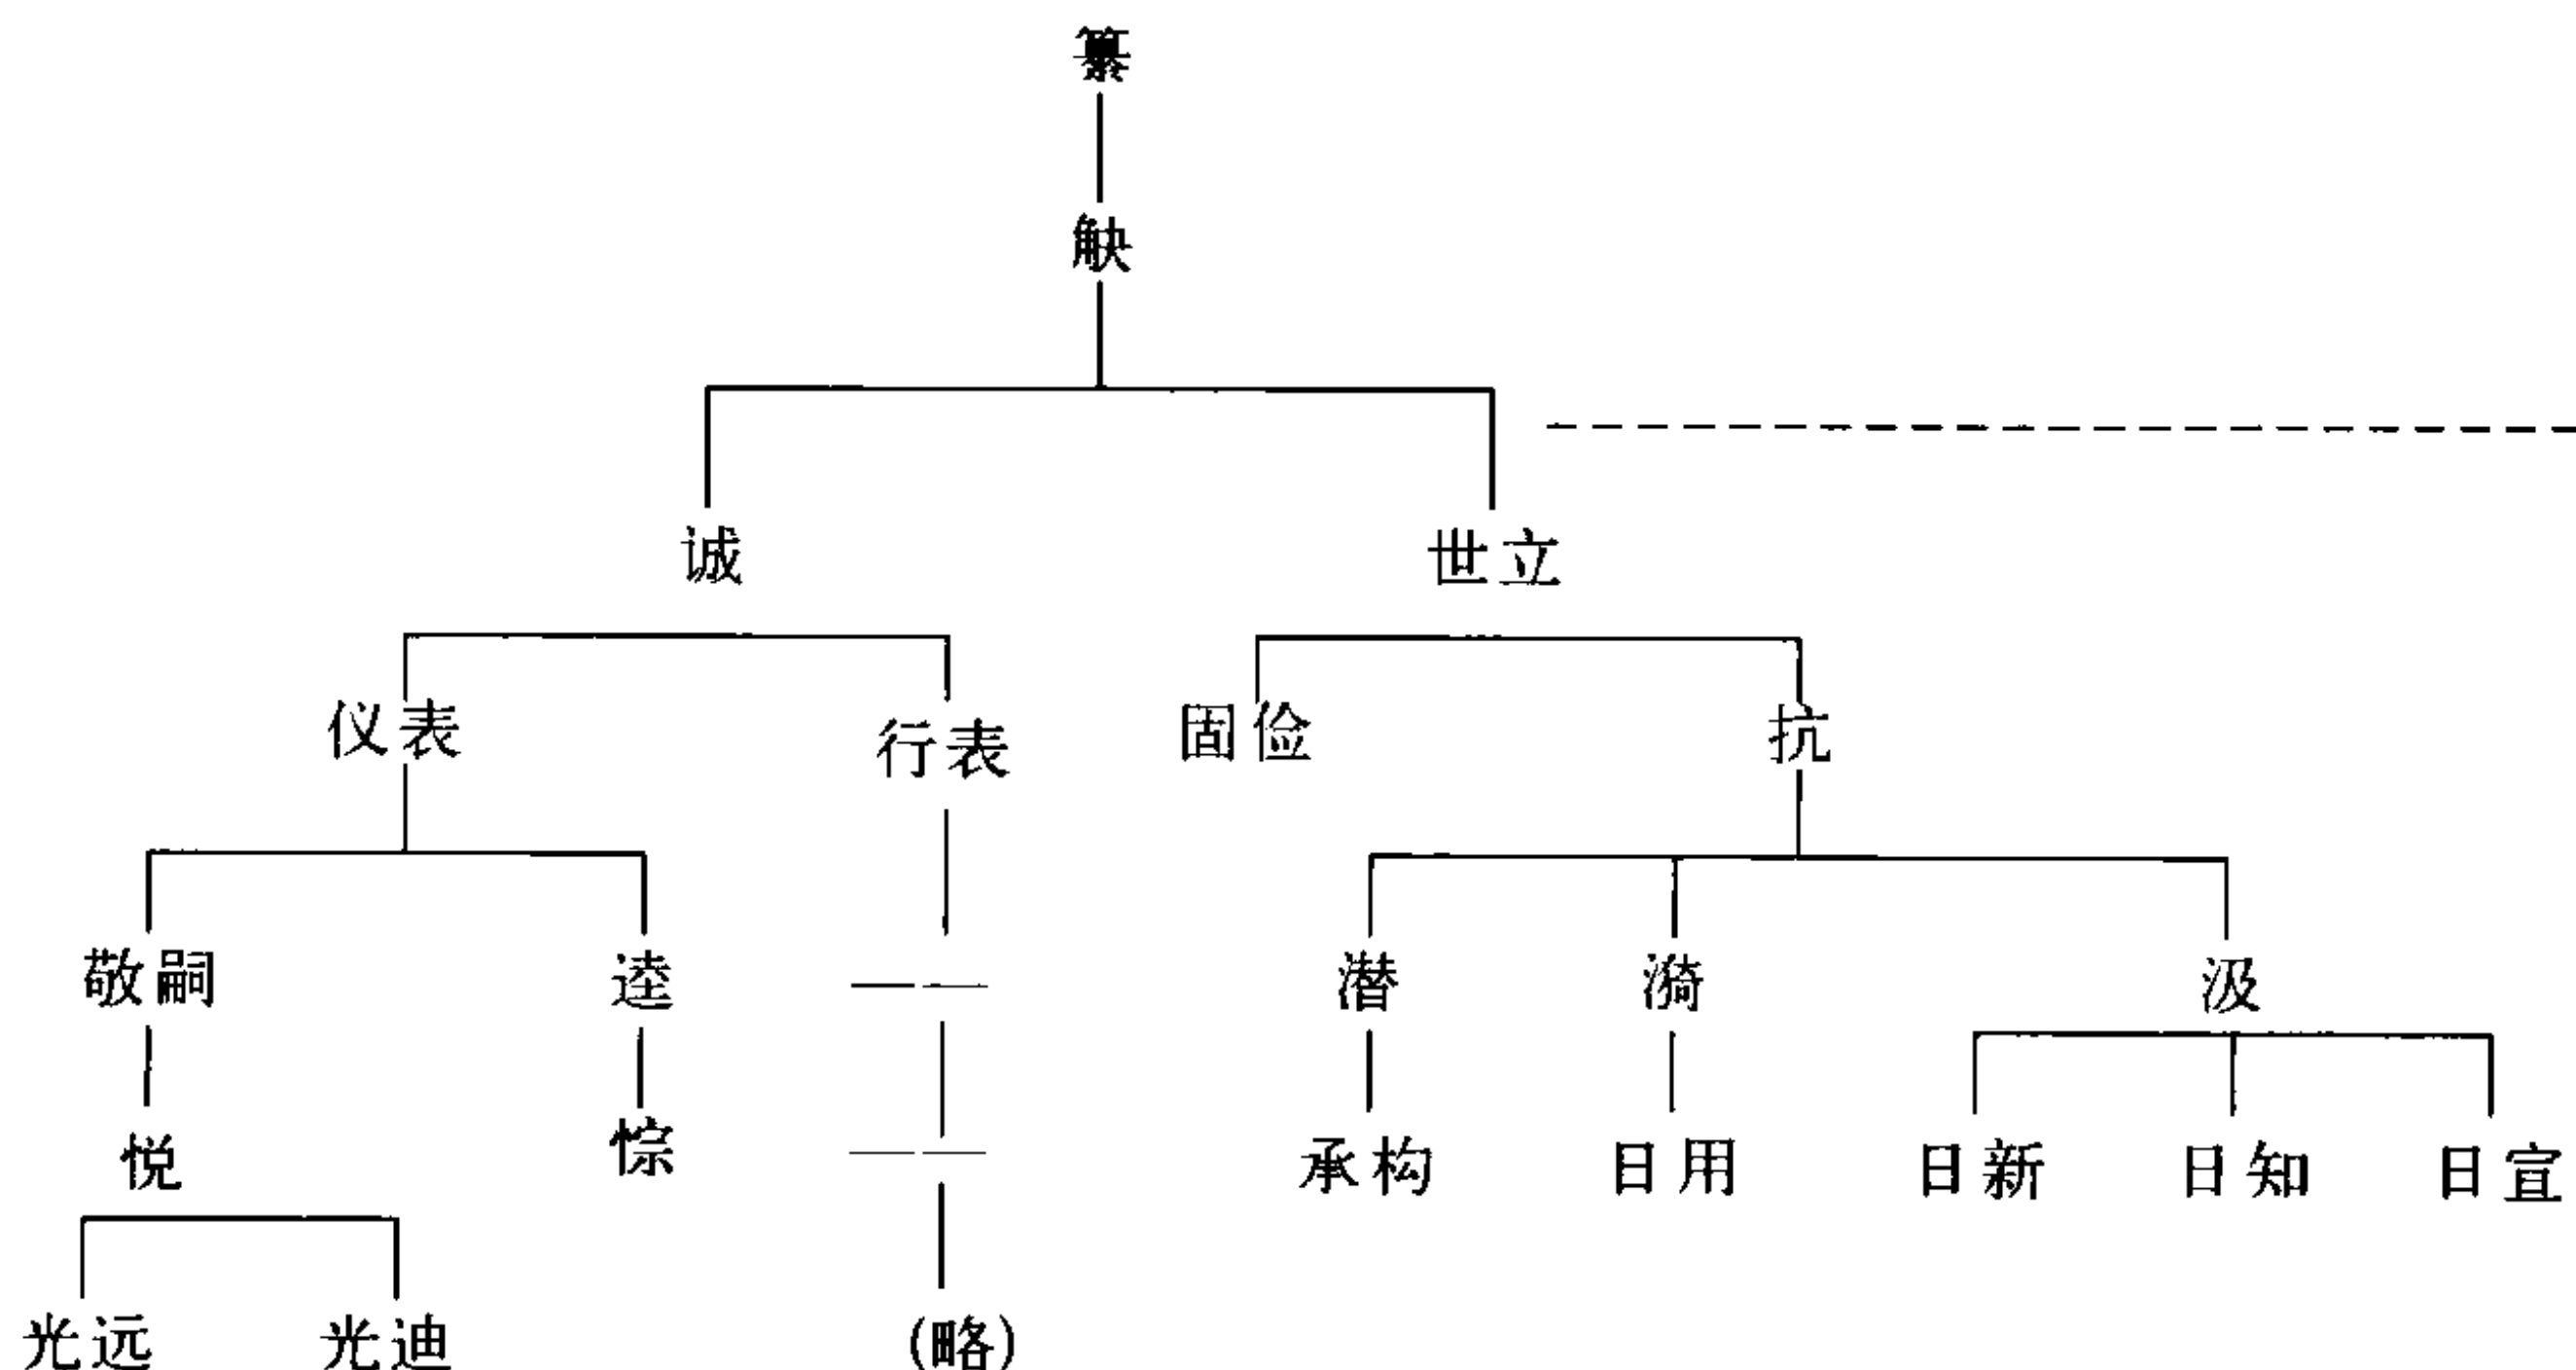 纂
觖
诚 世立
仪表 行表 固俭 抗
敬嗣 逵 潜 漪 汲
悦 悰 承构 日用 日新 日知 日宣
光远 光迪 (略)